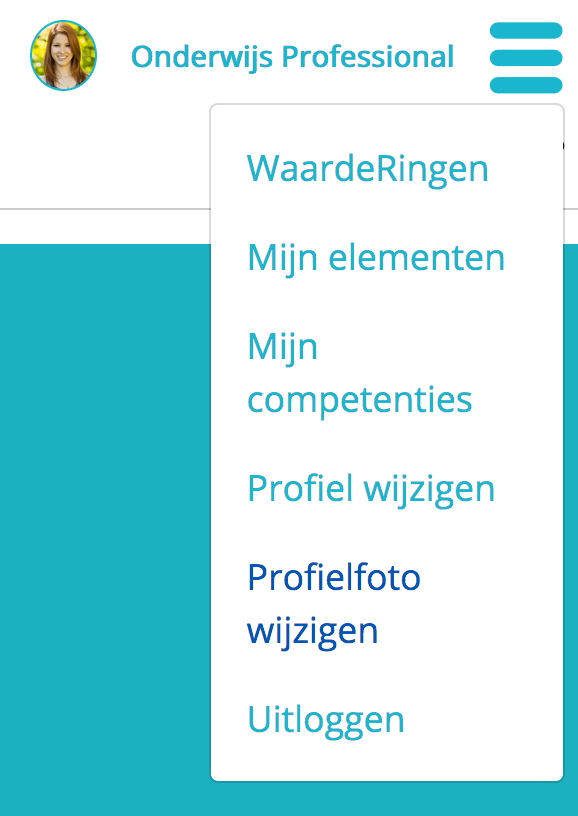 Onderwijs Professional
WaardeRingen
Mijn elementen
Mijn
competenties
Profiel wijzigen
Profielfoto
wijzigen
Uitloggen